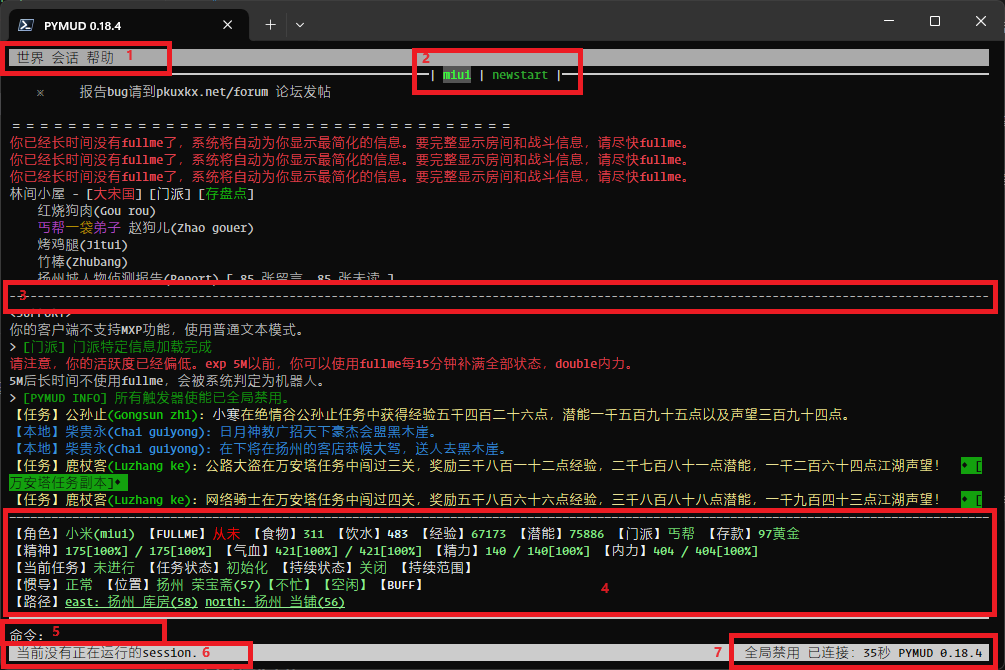 PYMUD 0.18.4
世界 会话 帮助 1
2
| miui | newstart |
※ 报告bug请到pkuxkx.net/forum 论坛发帖
= = = = = = = = = = = = = = = = = = = = = = = = = = = = = = = = = = = =
你已经长时间没有fullme了，系统将自动为你显示最简化的信息。要完整显示房间和战斗信息，请尽快fullme。
你已经长时间没有fullme了，系统将自动为你显示最简化的信息。要完整显示房间和战斗信息，请尽快fullme。
你已经长时间没有fullme了，系统将自动为你显示最简化的信息。要完整显示房间和战斗信息，请尽快fullme。
林间小屋 - [大宋国] [门派] [存盘点]
红烧狗肉(Gou rou)
丐帮一袋弟子 赵狗儿(Zhao gouer)
烤鸡腿(Jitui)
竹棒(Zhubang)
扬州城人物侦测报告(Report) [ 85 张留言，85 张未读 ]
3
<SUPPORT>
你的客户端不支持MXP功能，使用普通文本模式。
> [门派] 门派特定信息加载完成
请注意，你的活跃度已经偏低。exp 5M以前，你可以使用fullme每15分钟补满全部状态，double内力。
5M后长时间不使用fullme，会被系统判定为机器人。
> [PYMUD INFO] 所有触发器使能已全局禁用。
【任务】公孙止(Gongsun zhi)：小寒在绝情谷公孙止任务中获得经验五千四百二十六点，潜能一千五百九十五点以及声望三百九十四点。
【本地】柴贵永(Chai guiyong)：日月神教广招天下豪杰会盟黑木崖。
【本地】柴贵永(Chai guiyong)：在下将在扬州的客店恭候大驾，送人去黑木崖。
【任务】鹿杖客(Luzhang ke)：公路大盗在万安塔任务中闯过三关，奖励三千八百一十二点经验，二千七百八十一点潜能，一千二百六十四点江湖声望！ ♦ [
万安塔任务副本]♦
【任务】鹿杖客(Luzhang ke)：网络骑士在万安塔任务中闯过四关，奖励五千八百六十六点经验，三千八百八十八点潜能，一千九百四十三点江湖声望！ ♦ [
【角色】小米(miui) 【FULLME】从未 【食物】311 【饮水】483 【经验】67173 【潜能】75886 【门派】丐帮 【存款】97黄金
【精神】175[100%] / 175[100%] 【气血】421[100%] / 421[100%] 【精力】140 / 140[100%] 【内力】404 / 404[100%]
【当前任务】未进行 【任务状态】初始化 【持续状态】关闭 【持续范围】
【惯导】正常 【位置】扬州 荣宝斋(57)【不忙】【空闲】【BUFF】
4
【路径】east: 扬州 库房(58) north: 扬州 当铺(56)
命令： 5
当前没有正在运行的session. 6
7 全局禁用 已连接：35秒 PYMUD 0.18.4